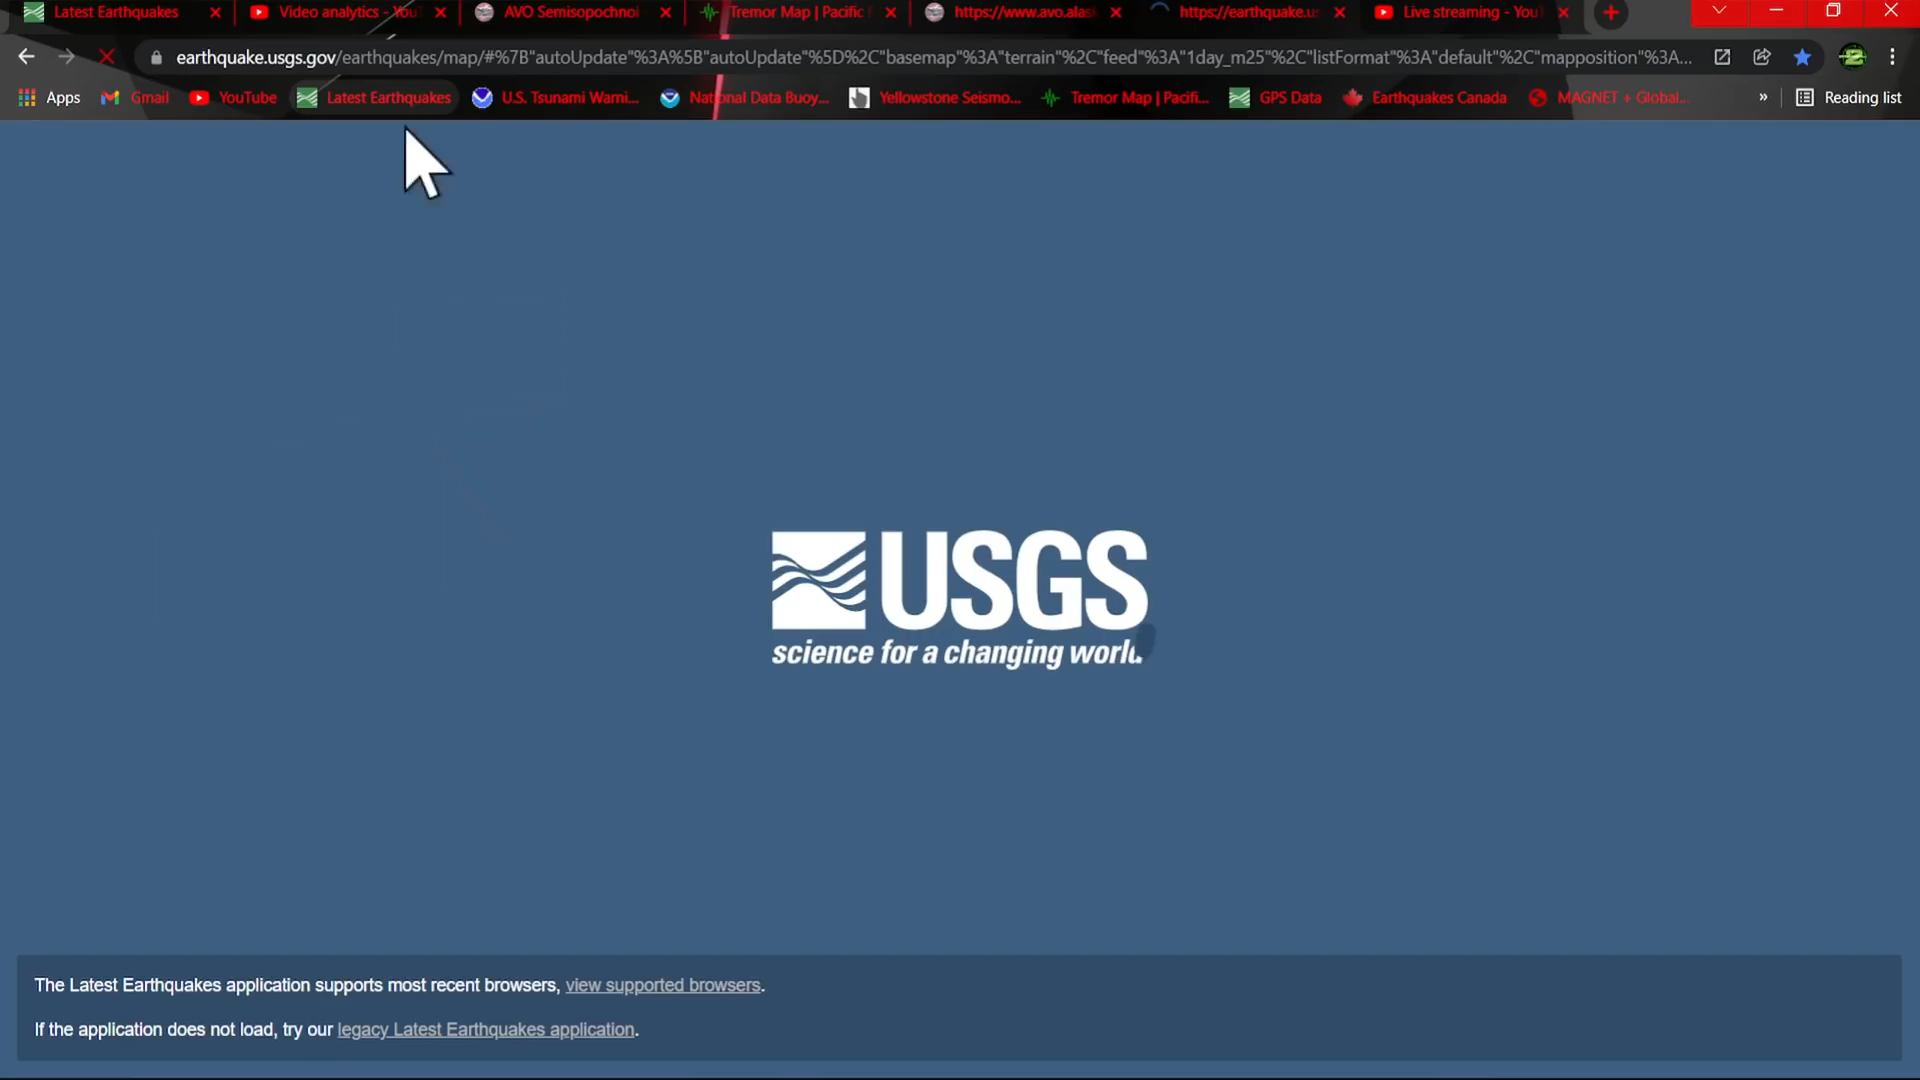 Latest Earthquakes
Video analytics - You
AVO Semisopochnoi
Tremor Map | Pacific
https://www.avo.alask
https://earthquake.us
Live streaming - You
earthquake.usgs.gov/earthquakes/map/#%7B"autoUpdate"%3A%5B"autoUpdate"%5D%2C"basemap"%3A"terrain"%2C"feed"%3A"1day_m25"%2C"listFormat"%3A"default"%2C"mapposition"%3A...
Apps
Gmail
YouTube
Latest Earthquakes
U.S. Tsunami Warni...
National Data Buoy...
Yellowstone Seismo...
Tremor Map | Pacifi...
GPS Data
Earthquakes Canada
MAGNET + Global...
»
Reading list
USGS
science for a changing world
The Latest Earthquakes application supports most recent browsers, view supported browsers.
If the application does not load, try our legacy Latest Earthquakes application.